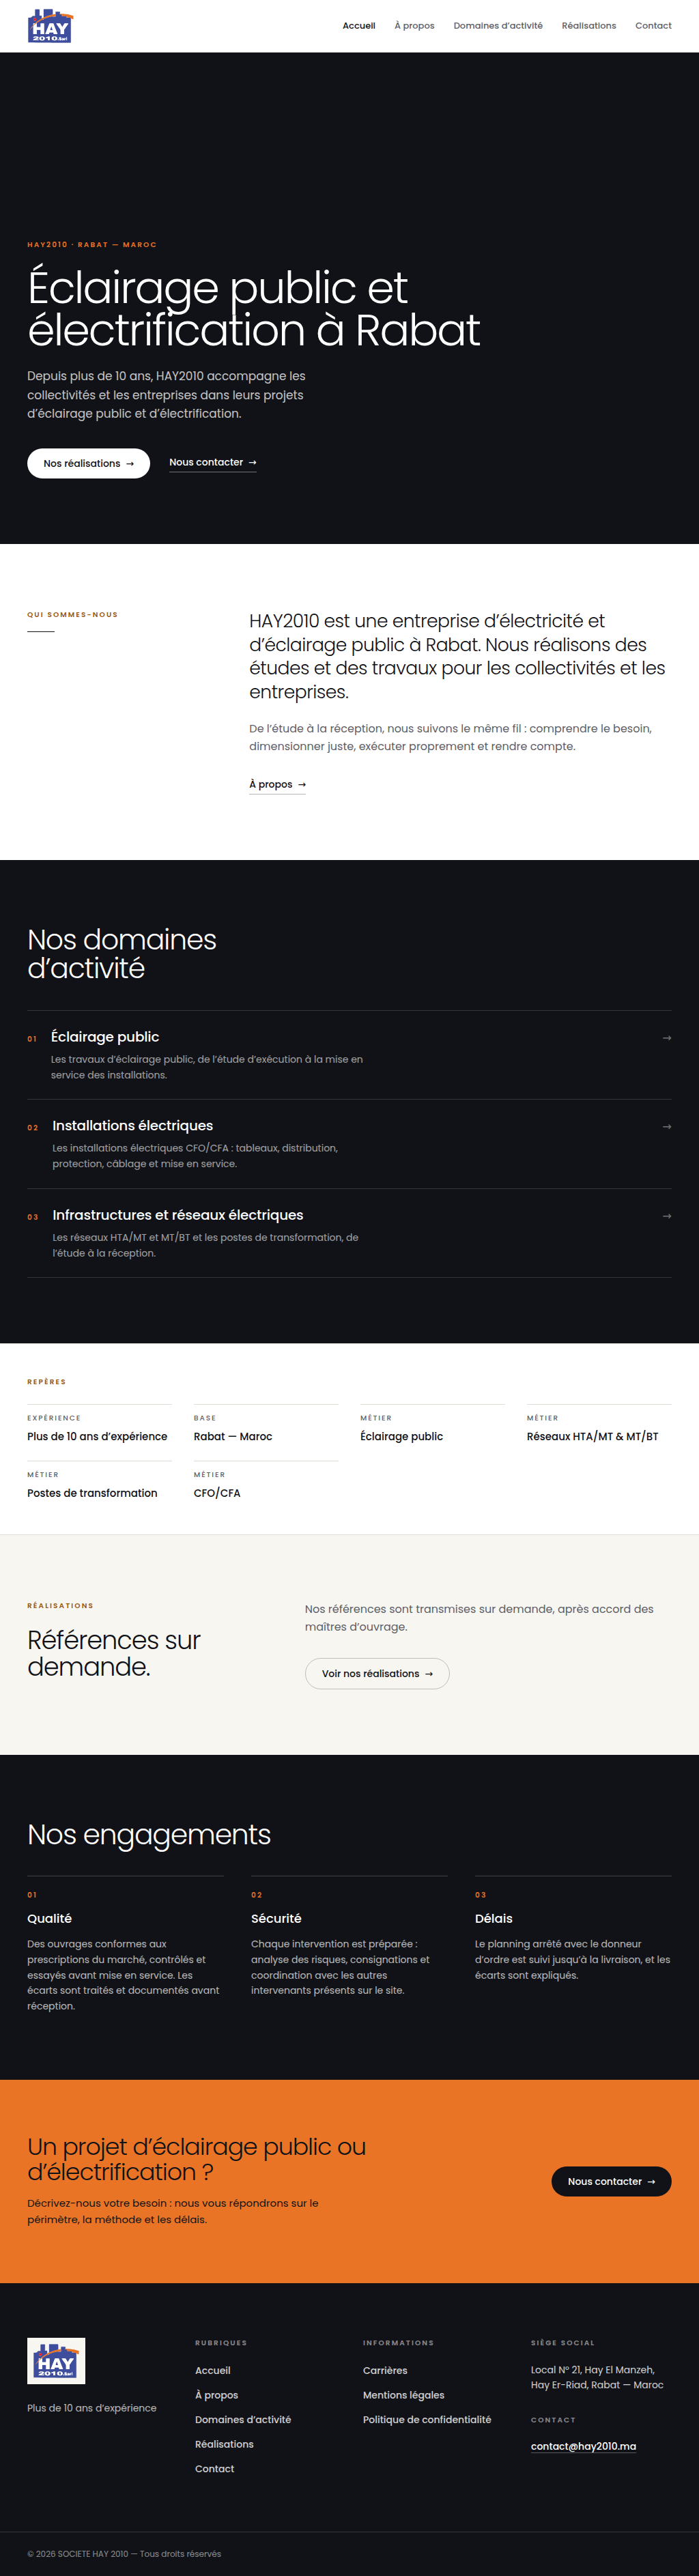 HAY
2010.Sarl
Accueil
À propos
Domaines d’activité
Réalisations
Contact
HAY2010 · RABAT — MAROC
Éclairage public et
électrification à Rabat
Depuis plus de 10 ans, HAY2010 accompagne les
collectivités et les entreprises dans leurs projets
d’éclairage public et d’électrification.
Nos réalisations →
Nous contacter →
QUI SOMMES-NOUS
HAY2010 est une entreprise d’électricité et
d’éclairage public à Rabat. Nous réalisons des
études et des travaux pour les collectivités et les
entreprises.
De l’étude à la réception, nous suivons le même fil : comprendre le besoin,
dimensionner juste, exécuter proprement et rendre compte.
À propos →
Nos domaines
d’activité
01 Éclairage public →
Les travaux d’éclairage public, de l’étude d’exécution à la mise en
service des installations.
02 Installations électriques →
Les installations électriques CFO/CFA : tableaux, distribution,
protection, câblage et mise en service.
03 Infrastructures et réseaux électriques →
Les réseaux HTA/MT et MT/BT et les postes de transformation, de
l’étude à la réception.
REPÈRES
EXPÉRIENCE
Plus de 10 ans d’expérience
BASE
Rabat — Maroc
MÉTIER
Éclairage public
MÉTIER
Réseaux HTA/MT & MT/BT
MÉTIER
Postes de transformation
MÉTIER
CFO/CFA
RÉALISATIONS
Références sur
demande.
Nos références sont transmises sur demande, après accord des
maîtres d’ouvrage.
Voir nos réalisations →
Nos engagements
01
Qualité
Des ouvrages conformes aux
prescriptions du marché, contrôlés et
essayés avant mise en service. Les
écarts sont traités et documentés avant
réception.
02
Sécurité
Chaque intervention est préparée :
analyse des risques, consignations et
coordination avec les autres
intervenants présents sur le site.
03
Délais
Le planning arrêté avec le donneur
d’ordre est suivi jusqu’à la livraison, et les
écarts sont expliqués.
Un projet d’éclairage public ou
d’électrification ?
Décrivez-nous votre besoin : nous vous répondrons sur le
périmètre, la méthode et les délais.
Nous contacter →
HAY
2010.Sarl
Plus de 10 ans d’expérience
RUBRIQUES
Accueil
À propos
Domaines d’activité
Réalisations
Contact
INFORMATIONS
Carrières
Mentions légales
Politique de confidentialité
SIÈGE SOCIAL
Local N° 21, Hay El Manzeh,
Hay Er-Riad, Rabat — Maroc
CONTACT
contact@hay2010.ma
© 2026 SOCIETE HAY 2010 — Tous droits réservés